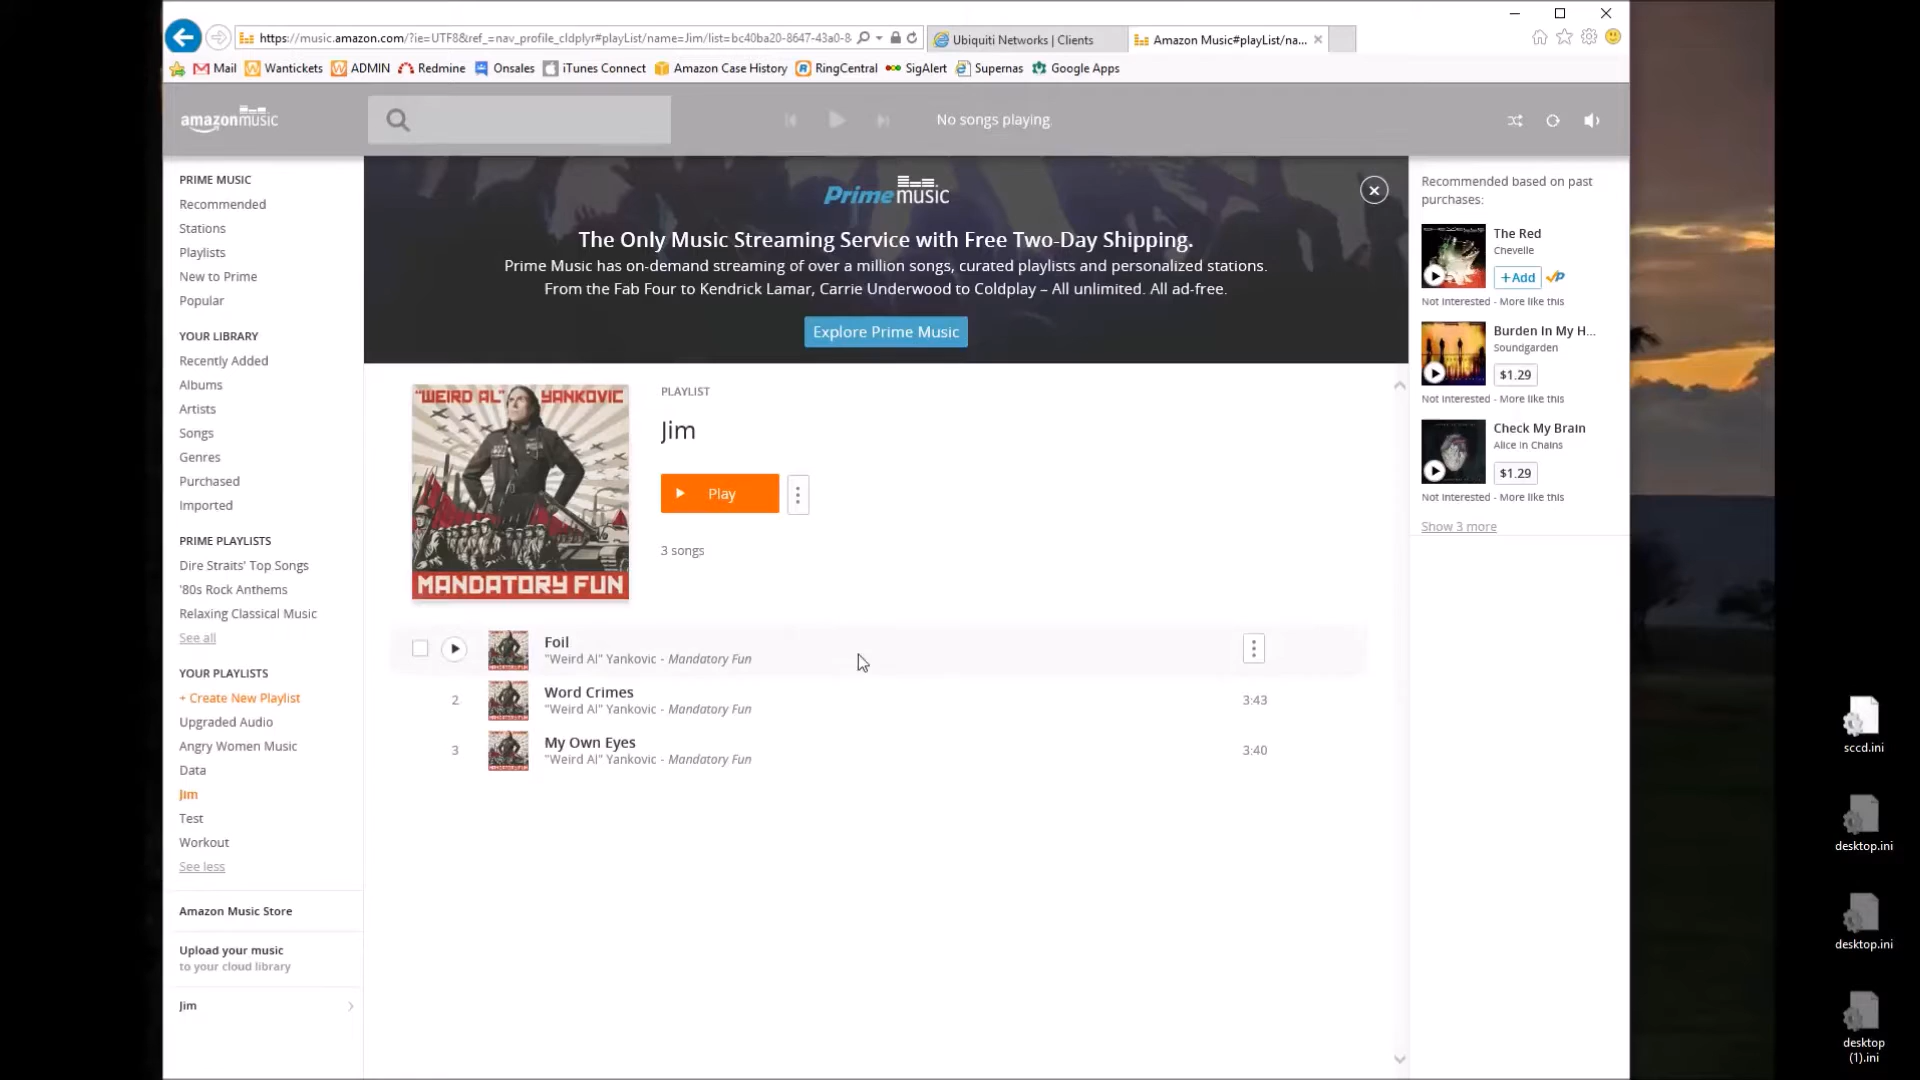 https://music.amazon.com/?ie=UTF8&ref_=nav_profile_cldplyr#playList/name=Jim/list=bc40ba20-8647-43a0-8-
Ubiquiti Networks | Clients
Amazon Music#playList/na...
Mail
Wantickets
ADMIN
Redmine
Onsales
iTunes Connect
Amazon Case History
RingCentral
SigAlert
Supernas
Google Apps
amazonmusic
No songs playing
PRIME MUSIC
Recommended
Stations
Playlists
New to Prime
Popular
YOUR LIBRARY
Recently Added
Albums
Artists
Songs
Genres
Purchased
Imported
PRIME PLAYLISTS
Dire Straits' Top Songs
'80s Rock Anthems
Relaxing Classical Music
See all
YOUR PLAYLISTS
+ Create New Playlist
Upgraded Audio
Angry Women Music
Data
Jim
Test
Workout
See less
Amazon Music Store
Upload your music
to your cloud library
Jim
Prime music
The Only Music Streaming Service with Free Two-Day Shipping.
Prime Music has on-demand streaming of over a million songs, curated playlists and personalized stations.
From the Fab Four to Kendrick Lamar, Carrie Underwood to Coldplay – All unlimited. All ad-free.
Explore Prime Music
"WEIRD AL" YANKOVIC
MANDATORY FUN
PLAYLIST
Jim
Play
3 songs
Foil
"Weird Al" Yankovic - Mandatory Fun
2
Word Crimes
"Weird Al" Yankovic - Mandatory Fun
3:43
3
My Own Eyes
"Weird Al" Yankovic - Mandatory Fun
3:40
Recommended based on past
purchases:
The Red
Chevelle
+Add
Not interested - More like this
Burden In My H...
Soundgarden
$1.29
Not interested - More like this
Check My Brain
Alice in Chains
$1.29
Not interested - More like this
Show 3 more
sccd.ini
desktop.ini
desktop.ini
desktop
(1).ini